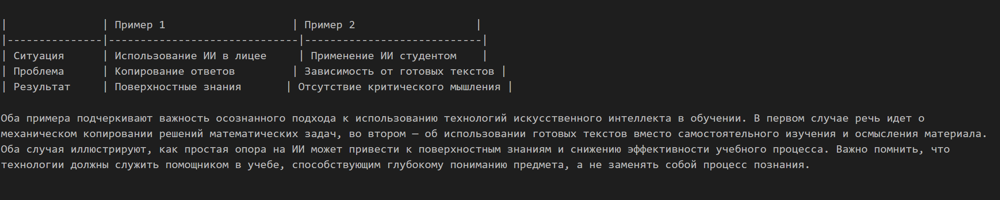 |               | Пример 1                    | Пример 2                   |
|---------------|------------------------------|----------------------------|
| Ситуация      | Использование ИИ в лицее     | Применение ИИ студентом    |
| Проблема      | Копирование ответов         | Зависимость от готовых текстов |
| Результат     | Поверхностные знания       | Отсутствие критического мышления |

Оба примера подчеркивают важность осознанного подхода к использованию технологий искусственного интеллекта в обучении. В первом случае речь идет о
механическом копировании решений математических задач, во втором — об использовании готовых текстов вместо самостоятельного изучения и осмысления материала.
Оба случая иллюстрируют, как простая опора на ИИ может привести к поверхностным знаниям и снижению эффективности учебного процесса. Важно помнить, что
технологии должны служить помощником в учебе, способствующим глубокому пониманию предмета, а не заменять собой процесс познания.